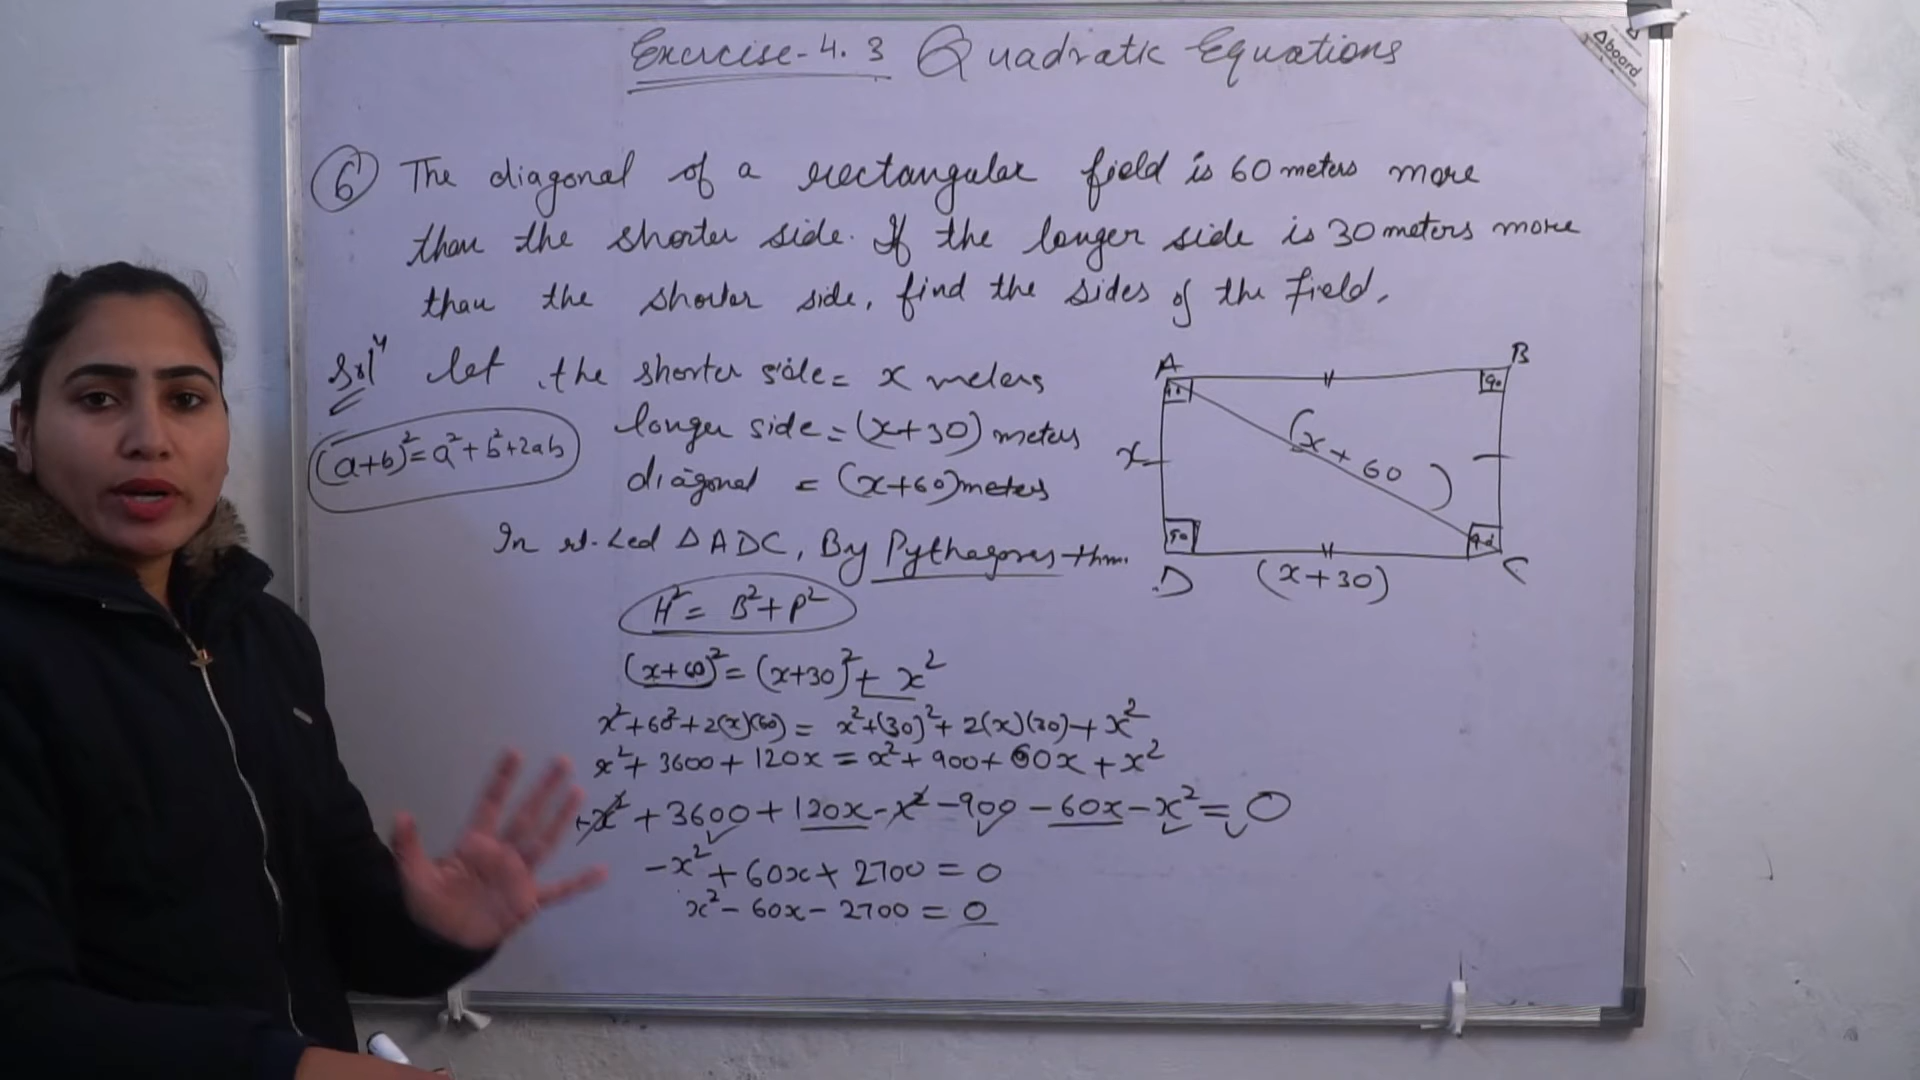 Exercise-4.3 Quadratic Equations
Aboard
6 The diagonal of a rectangular field is 60 meters more
than the shorter side. If the longer side is 30 meters more
than the shorter side, find the sides of the field.
Solⁿ let the shorter side = x meters
(a+b)²=a²+b²+2ab
longer side = (x+30) meters
diagonal = (x+60) meters
In rt. ∠ed △ADC, By Pythagores thm.
H² = B²+P²
(x+60)² = (x+30)² + x²
x²+60²+2(x)(60) = x²+(30)²+2(x)(30)+x²
x²+3600+120x = x²+900+60x+x²
+x²+3600+120x-x²-900-60x-x²=0
-x²+60x+2700=0
x²-60x-2700=0
A
B
90
x
(x+60)
D
(x+30)
C